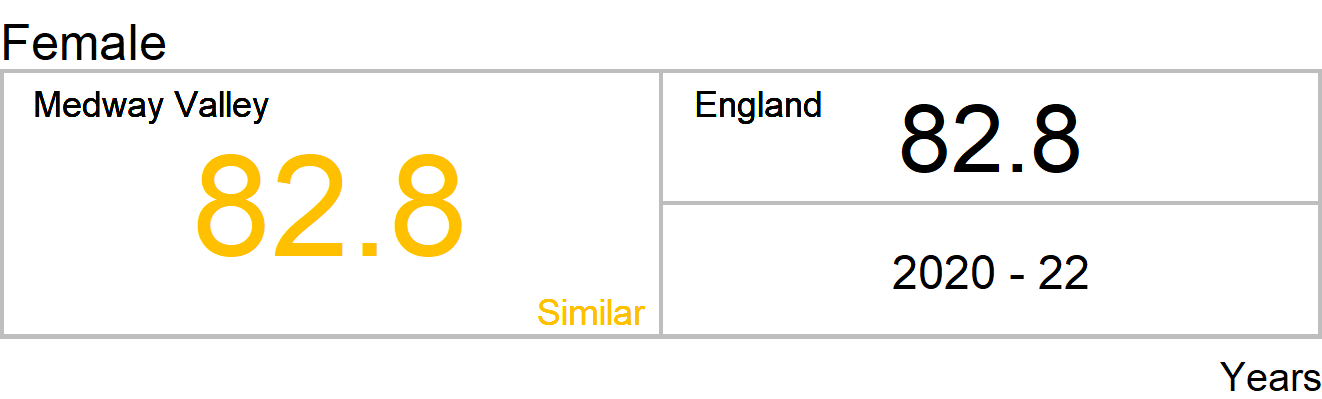 Female
Medway Valley
82.8
Similar
England
82.8
2020 - 22
Years